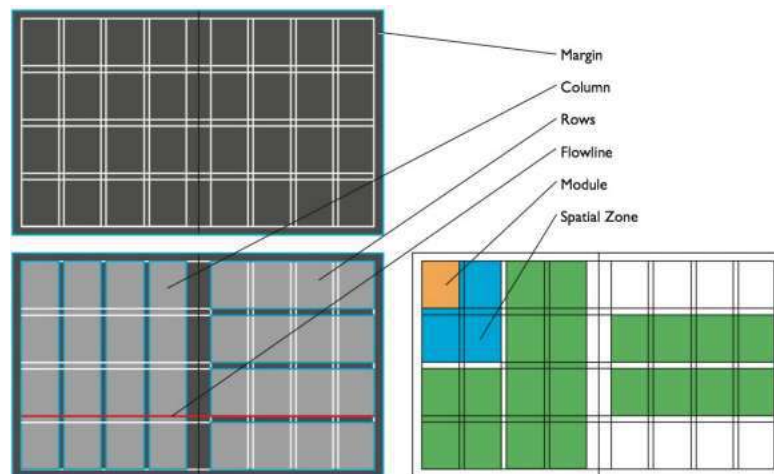 Margin
Column
Rows
Flowline
Module
Spatial Zone